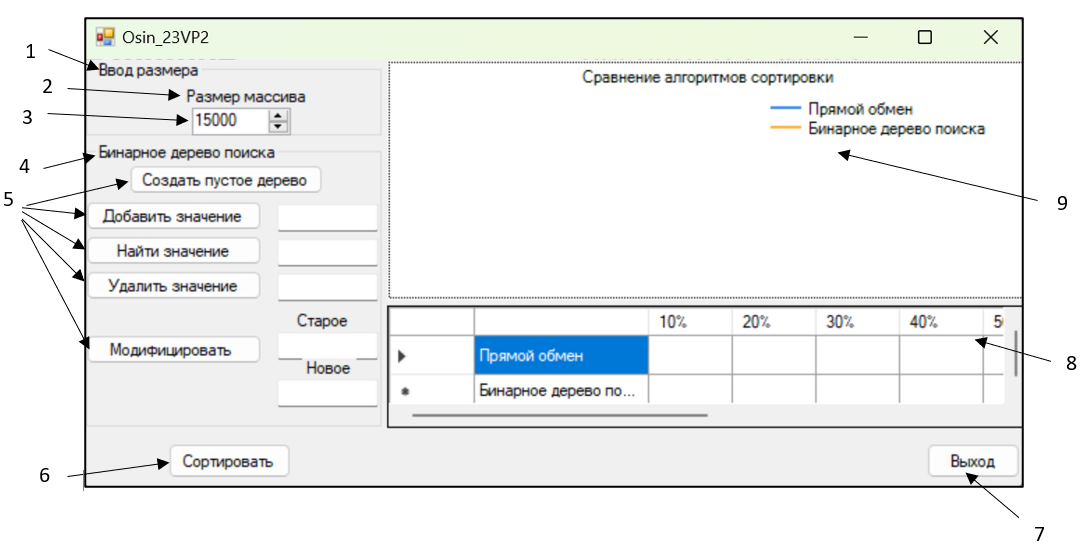 Osin_23VP2
1
Ввод размера
2
Размер массива
3
15000
4
Бинарное дерево поиска
5
Создать пустое дерево
Добавить значение
Найти значение
Удалить значение
Старое
Модифицировать
Новое
6
Сортировать
Сравнение алгоритмов сортировки
Прямой обмен
Бинарное дерево поиска
9
10% 20% 30% 40% 5
Прямой обмен
8
Бинарное дерево по...
Выход
7